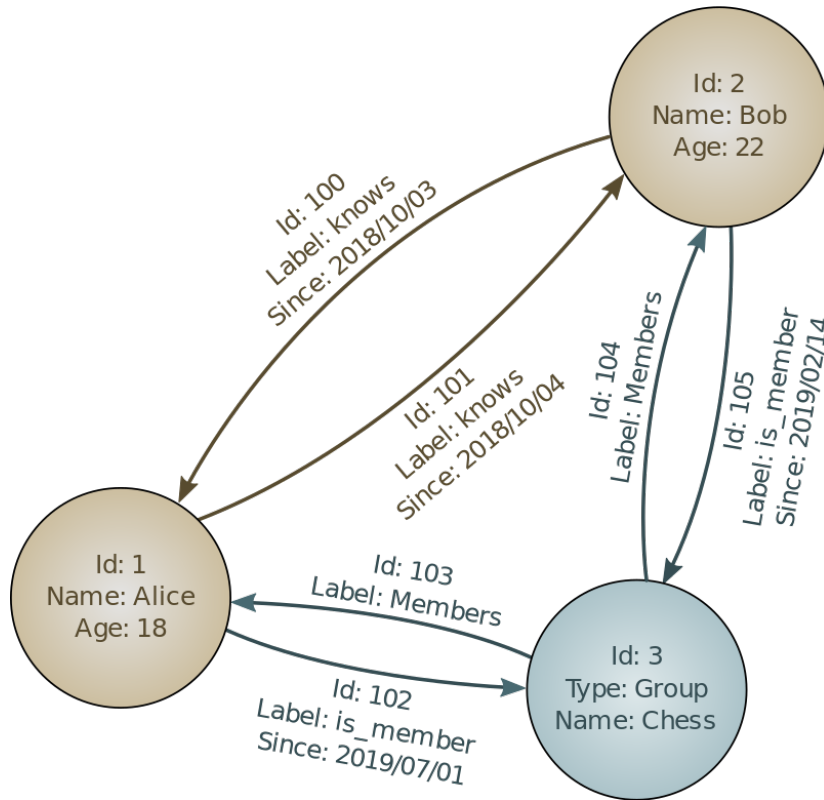 Id: 2
Name: Bob
Age: 22
Id: 100
Label: knows
Since: 2018/10/03
Id: 101
Label: knows
Since: 2018/10/04
Id: 104
Label: Members
Id: 105
Label: is_member
Since: 2019/02/14
Id: 1
Name: Alice
Age: 18
Id: 103
Label: Members
Id: 102
Label: is_member
Since: 2019/07/01
Id: 3
Type: Group
Name: Chess